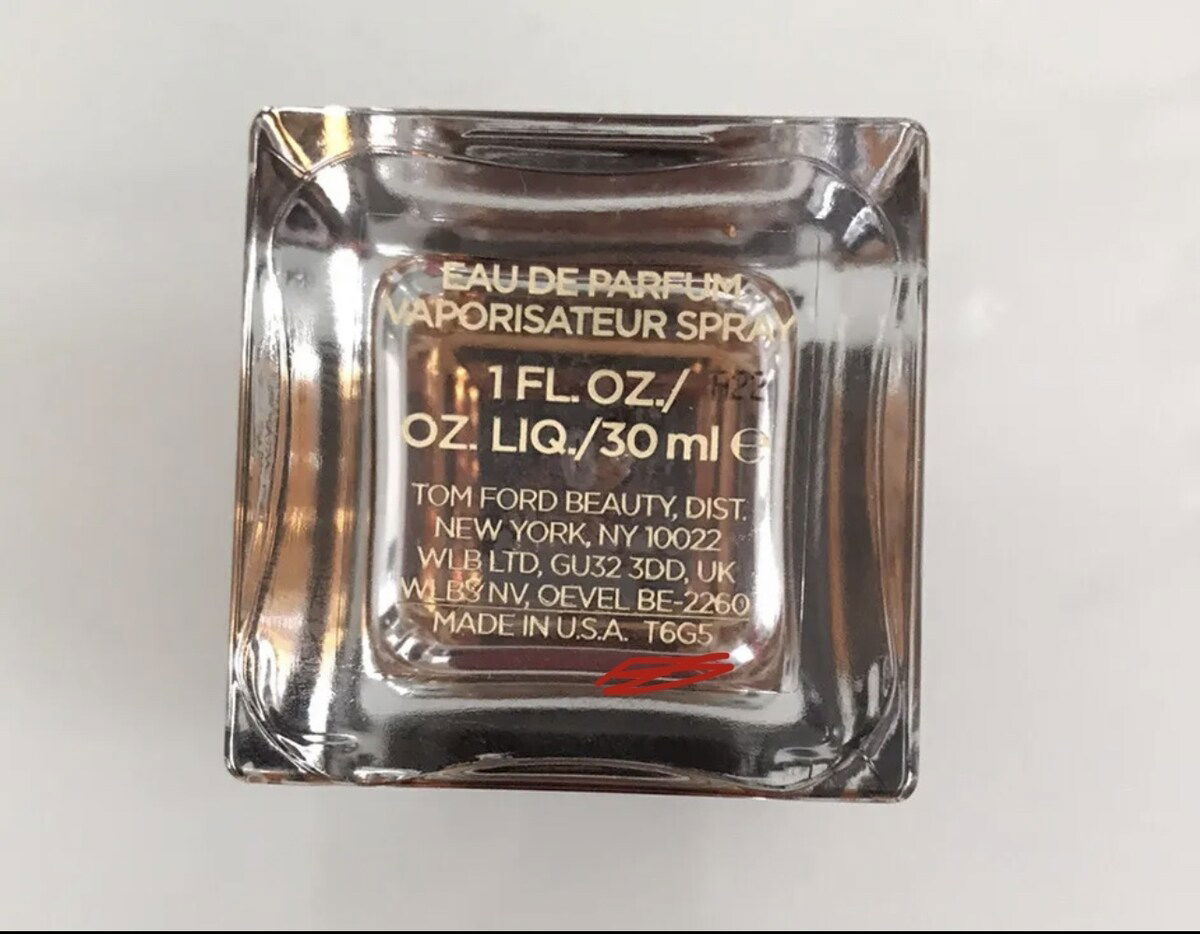 EAU DE PARFUM
VAPORISATEUR SPRAY
1 FL. OZ./
OZ. LIQ./30 ml e
TOM FORD BEAUTY, DIST.
NEW YORK, NY 10022
WLB LTD, GU32 3DD, UK
WLBS NV, OEVEL BE-2260
MADE IN U.S.A. T6G5